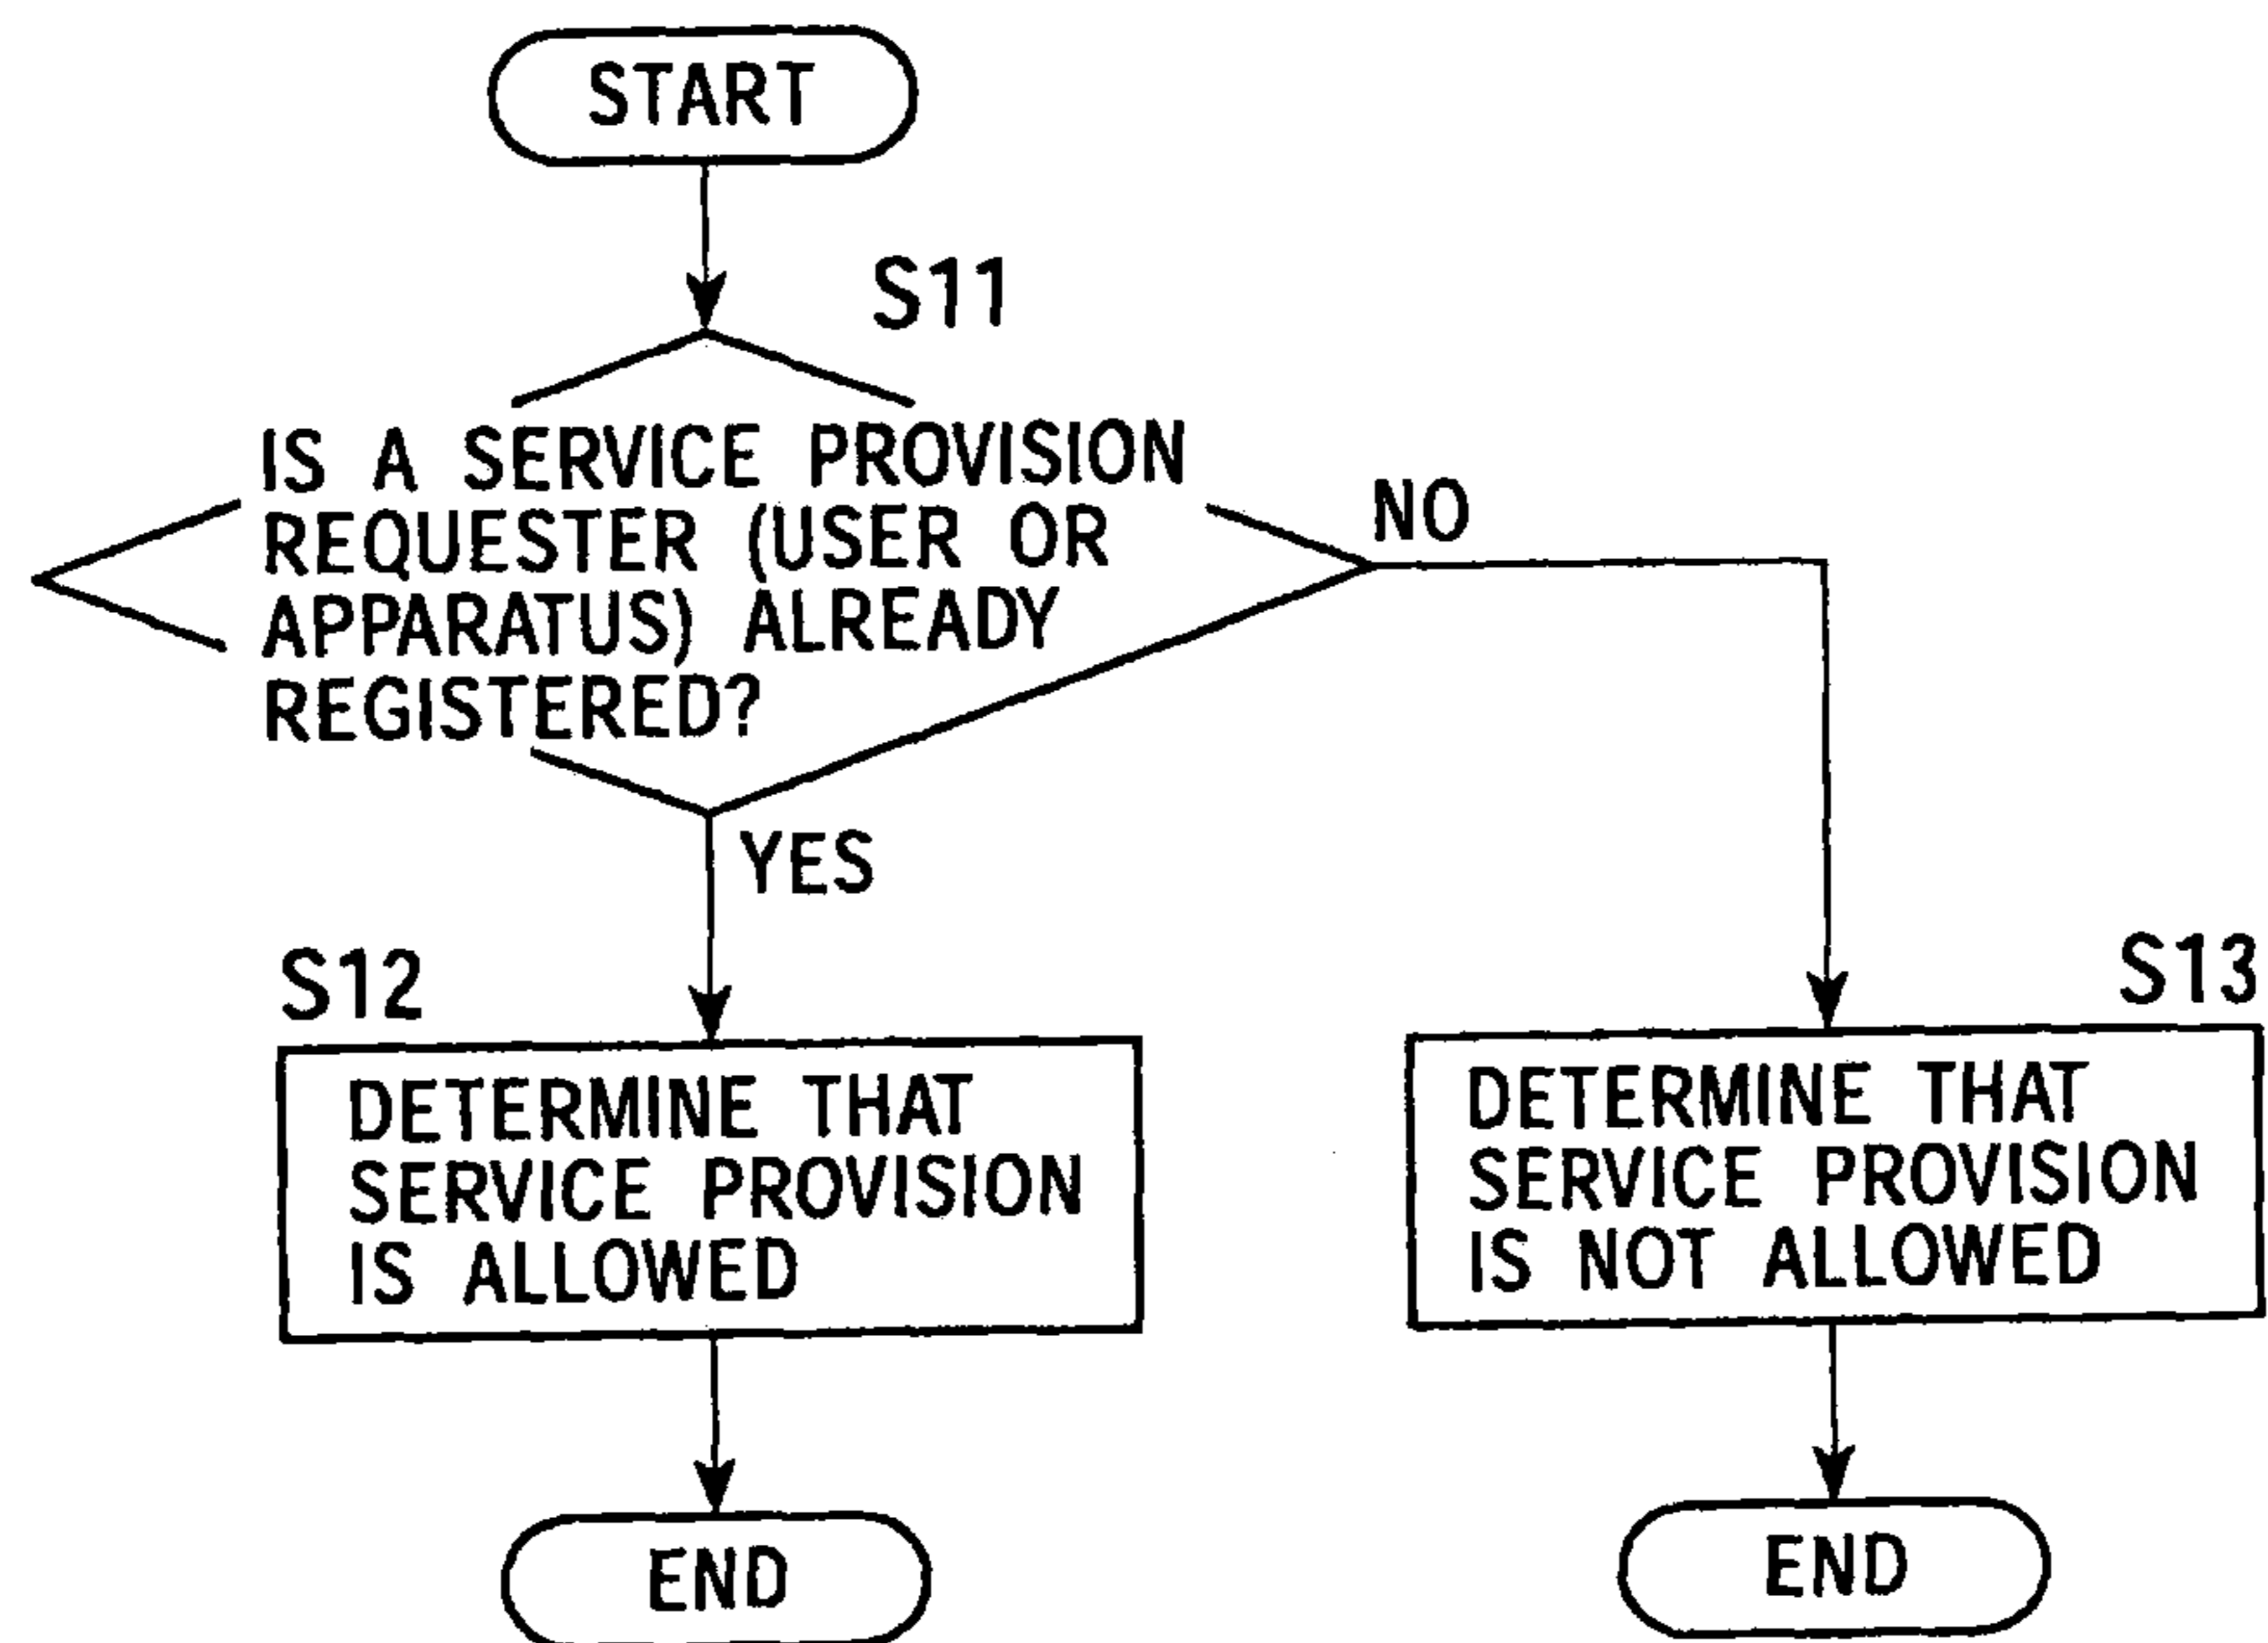 START
S11
IS A SERVICE PROVISION
REQUESTER (USER OR
APPARATUS) ALREADY
REGISTERED?
NO
YES
S12
DETERMINE THAT
SERVICE PROVISION
IS ALLOWED
END
S13
DETERMINE THAT
SERVICE PROVISION
IS NOT ALLOWED
END